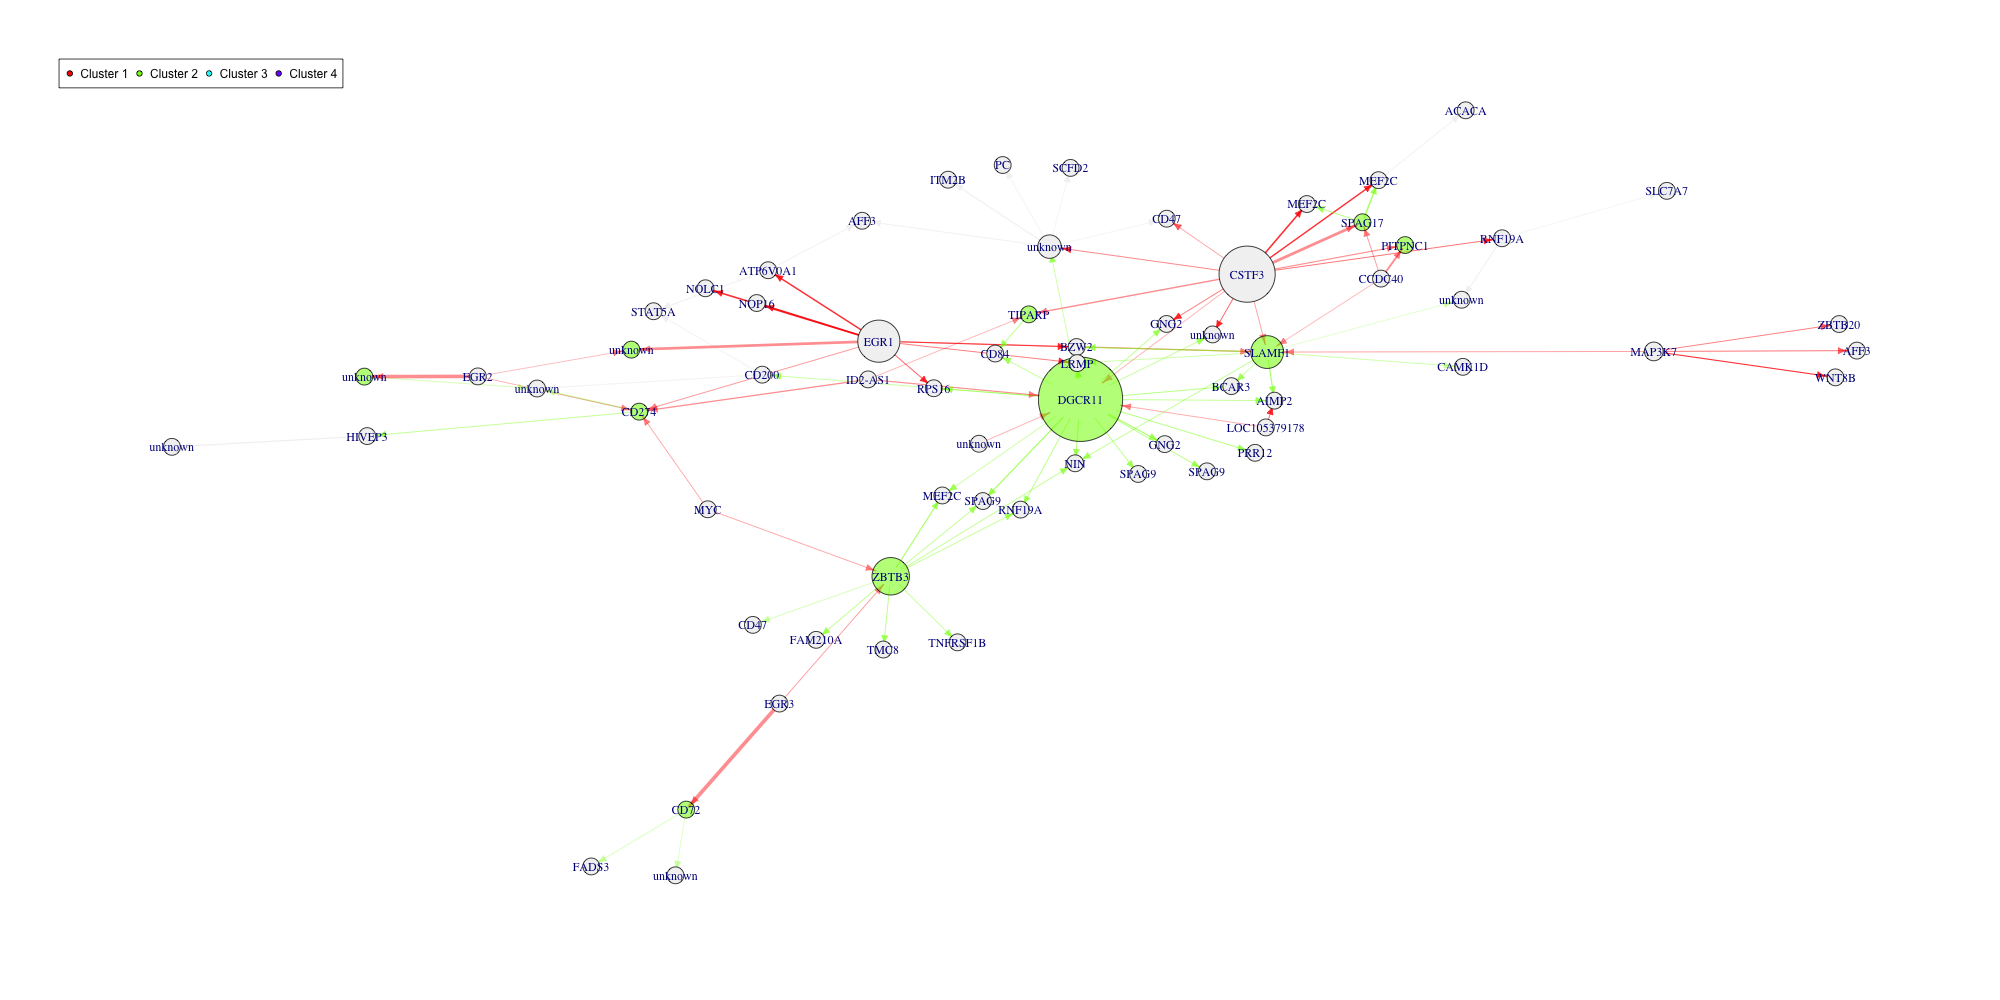 Cluster 1 Cluster 2 Cluster 3 Cluster 4
ACACA
PC
SCFD2
ITM2B
MEF2C
SLC7A7
MEF2C
AFF3
CD47
SPAG17
RNF19A
unknown
PITPNC1
ATP6V0A1
CSTF3
CCDC40
NOLC1
NOP16
unknown
STAT5A
TIPARP
GNG2
ZBTB20
unknown
EGR1
unknown
BZW2
CD84
SLAMF1
MAP3K7
AFF3
LRMP
CAMK1D
unknown
EGR2
CD200
ID2-AS1
WNT8B
unknown
RPS16
BCAR3
DGCR11
AIMP2
CD274
LOC105379178
HIVEP3
unknown
unknown
GNG2
PRR12
NIN
SPAG9
SPAG9
MEF2C
SPAG9
RNF19A
MYC
ZBTB3
CD47
FAM210A
TNFRSF1B
TMC8
EGR3
CD72
FADS3
unknown